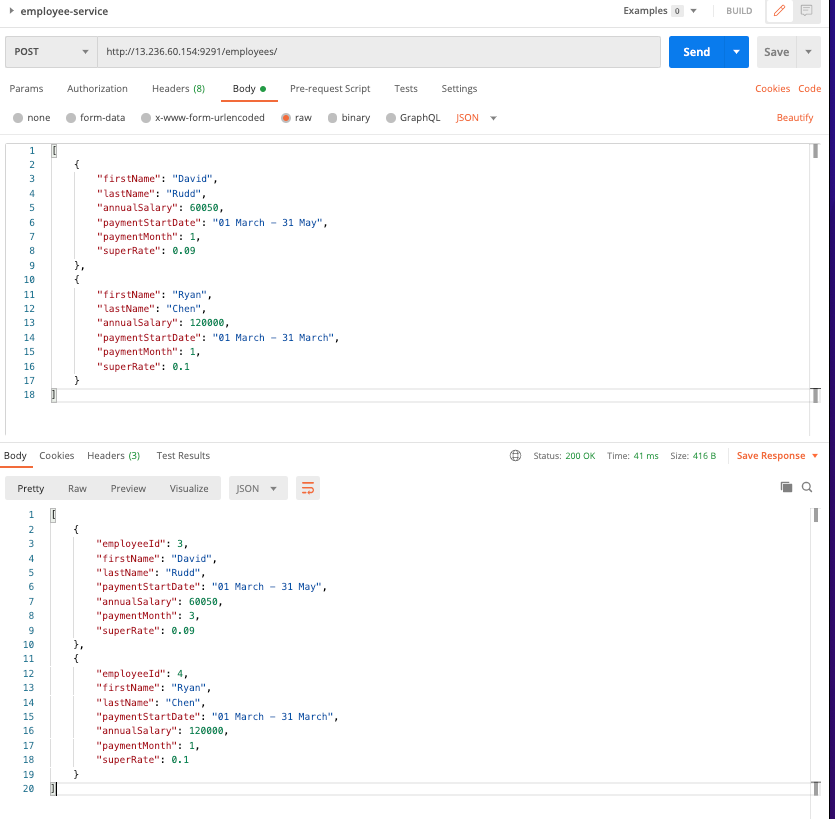 employee-service Examples 0 BUILD
POST http://13.236.60.154:9291/employees/ Send Save
Params Authorization Headers (8) Body Pre-request Script Tests Settings Cookies Code
none form-data x-www-form-urlencoded raw binary GraphQL JSON Beautify
1 [
2 {
3 "firstName": "David",
4 "lastName": "Rudd",
5 "annualSalary": 60050,
6 "paymentStartDate": "01 March – 31 May",
7 "paymentMonth": 1,
8 "superRate": 0.09
9 },
10 {
11 "firstName": "Ryan",
12 "lastName": "Chen",
13 "annualSalary": 120000,
14 "paymentStartDate": "01 March – 31 March",
15 "paymentMonth": 1,
16 "superRate": 0.1
17 }
18 ]
Body Cookies Headers (3) Test Results Status: 200 OK Time: 41 ms Size: 416 B Save Response
Pretty Raw Preview Visualize JSON
1 [
2 {
3 "employeeId": 3,
4 "firstName": "David",
5 "lastName": "Rudd",
6 "paymentStartDate": "01 March – 31 May",
7 "annualSalary": 60050,
8 "paymentMonth": 3,
9 "superRate": 0.09
10 },
11 {
12 "employeeId": 4,
13 "firstName": "Ryan",
14 "lastName": "Chen",
15 "paymentStartDate": "01 March – 31 March",
16 "annualSalary": 120000,
17 "paymentMonth": 1,
18 "superRate": 0.1
19 }
20 ]